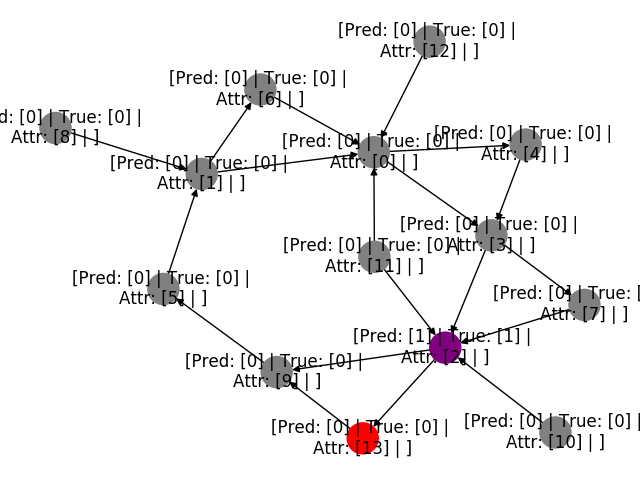 [Pred: [0] | True: [0] |
Attr: [12] | ]
[Pred: [0] | True: [0] |
Attr: [6] | ]
d: [0] | True: [0] |
Attr: [8] | ]
[Pred: [0] | True: [0] |
Attr: [0] | ]
[Pred: [0] | True: [0] |
Attr: [4] | ]
[Pred: [0] | True: [0] |
Attr: [1] | ]
[Pred: [0] | True: [0] |
Attr: [3] | ]
[Pred: [0] | True: [0] |
Attr: [11] | ]
[Pred: [0] | True: [0] |
Attr: [5] | ]
[Pred: [0] | True: [
Attr: [7] | ]
[Pred: [1] | True: [1] |
Attr: [2] | ]
[Pred: [0] | True: [0] |
Attr: [9] | ]
[Pred: [0] | True: [0] |
Attr: [13] | ]
[Pred: [0] | True: [0] |
Attr: [10] | ]